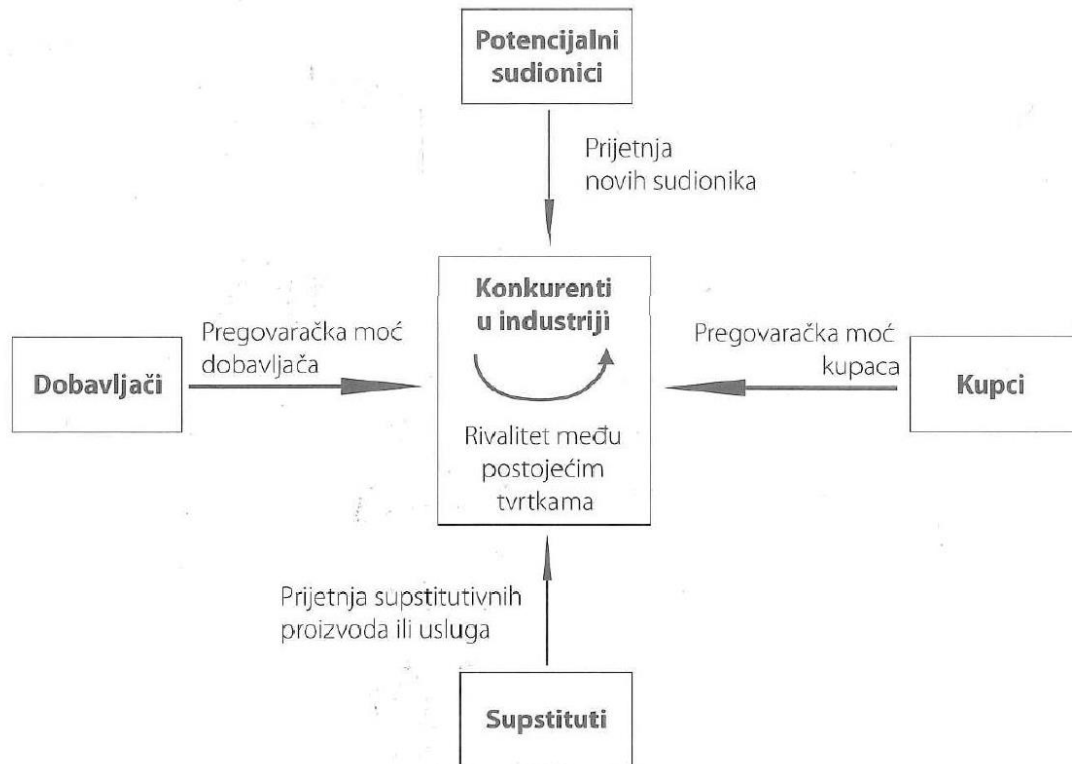 Potencijalni
sudionici
Prijetnja
novih sudionika
Konkurenti
u industriji
Pregovaračka moć
dobavljača
Dobavljači
Pregovaračka moć
kupaca
Kupci
Rivalitet među
postojećim
tvrtkama
Prijetnja supstitutivnih
proizvoda ili usluga
Supstituti